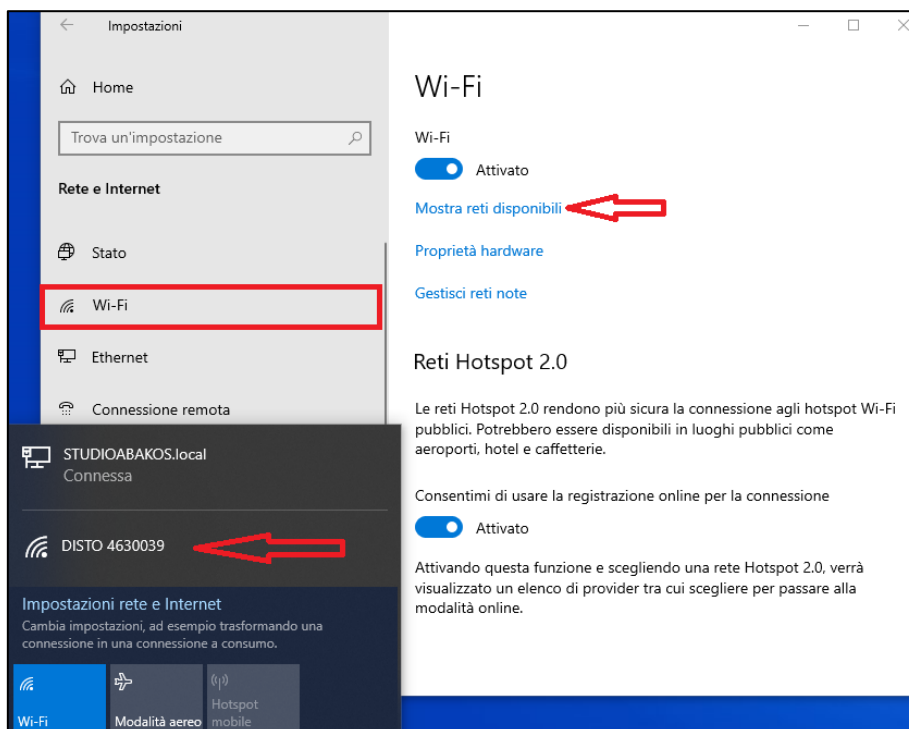 Impostazioni
Home
Trova un'impostazione
Rete e Internet
Stato
Wi-Fi
Ethernet
Connessione remota
Wi-Fi
Wi-Fi
Attivato
Mostra reti disponibili
Proprietà hardware
Gestisci reti note
Reti Hotspot 2.0
Le reti Hotspot 2.0 rendono più sicura la connessione agli hotspot Wi-Fi
pubblici. Potrebbero essere disponibili in luoghi pubblici come
aeroporti, hotel e caffetterie.
Consentimi di usare la registrazione online per la connessione
Attivato
Attivando questa funzione e scegliendo una rete Hotspot 2.0, verrà
visualizzato un elenco di provider tra cui scegliere per passare alla
modalità online.
STUDIOABAKOS.local
Connessa
DISTO 4630039
Impostazioni rete e Internet
Cambia impostazioni, ad esempio trasformando una
connessione in una connessione a consumo.
Wi-Fi
Modalità aereo
Hotspot
mobile